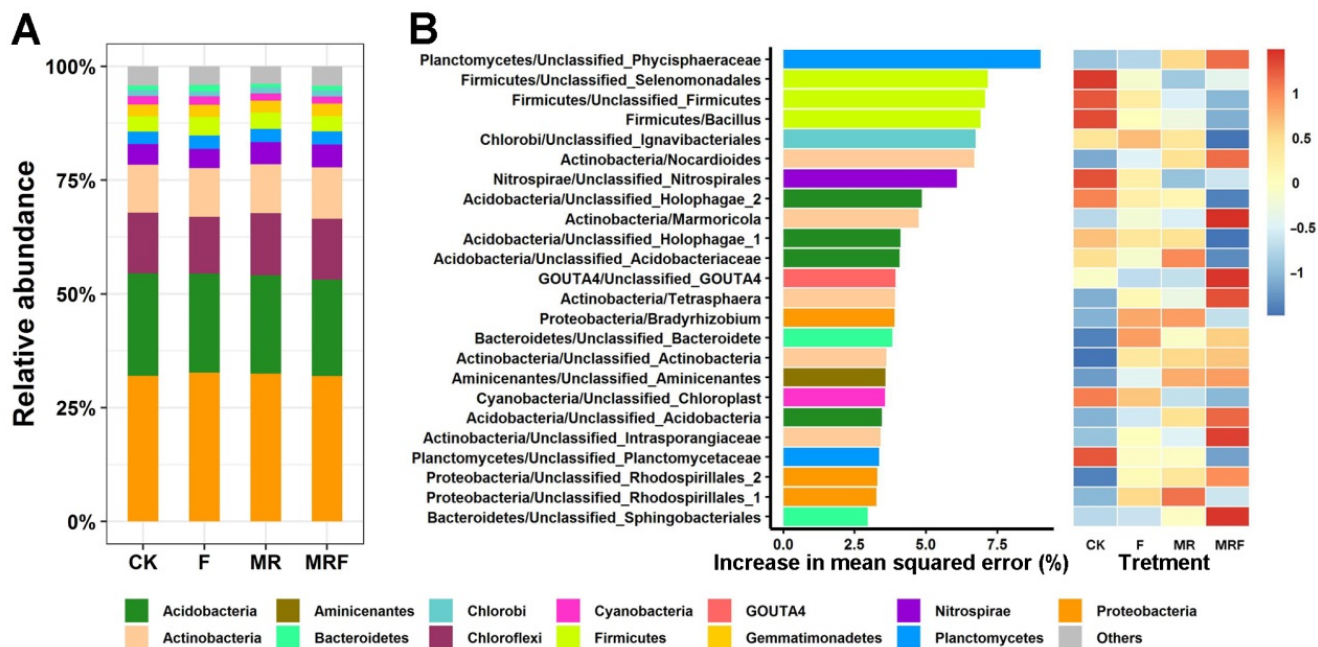 A
B
Relative abundance
100%
75%
50%
25%
0%
CK F MR MRF
Planctomycetes/Unclassified_Phycisphaeraceae
Firmicutes/Unclassified_Selenomonadales
Firmicutes/Unclassified_Firmicutes
Firmicutes/Bacillus
Chlorobi/Unclassified_Ignavibacteriales
Actinobacteria/Nocardioides
Nitrospirae/Unclassified_Nitrospirales
Acidobacteria/Unclassified_Holophagae_2
Actinobacteria/Marmoricola
Acidobacteria/Unclassified_Holophagae_1
Acidobacteria/Unclassified_Acidobacteriaceae
GOUTA4/Unclassified_GOUTA4
Actinobacteria/Tetrasphaera
Proteobacteria/Bradyrhizobium
Bacteroidetes/Unclassified_Bacteroidete
Actinobacteria/Unclassified_Actinobacteria
Aminicenantes/Unclassified_Aminicenantes
Cyanobacteria/Unclassified_Chloroplast
Acidobacteria/Unclassified_Acidobacteria
Actinobacteria/Unclassified_Intrasporangiaceae
Planctomycetes/Unclassified_Planctomycetaceae
Proteobacteria/Unclassified_Rhodospirillales_2
Proteobacteria/Unclassified_Rhodospirillales_1
Bacteroidetes/Unclassified_Sphingobacteriales
0.0 2.5 5.0 7.5
Increase in mean squared error (%)
CK F MR MRF
Tretment
1
0.5
0
−0.5
−1
Acidobacteria Aminicenantes Chlorobi Cyanobacteria GOUTA4 Nitrospirae Proteobacteria
Actinobacteria Bacteroidetes Chloroflexi Firmicutes Gemmatimonadetes Planctomycetes Others